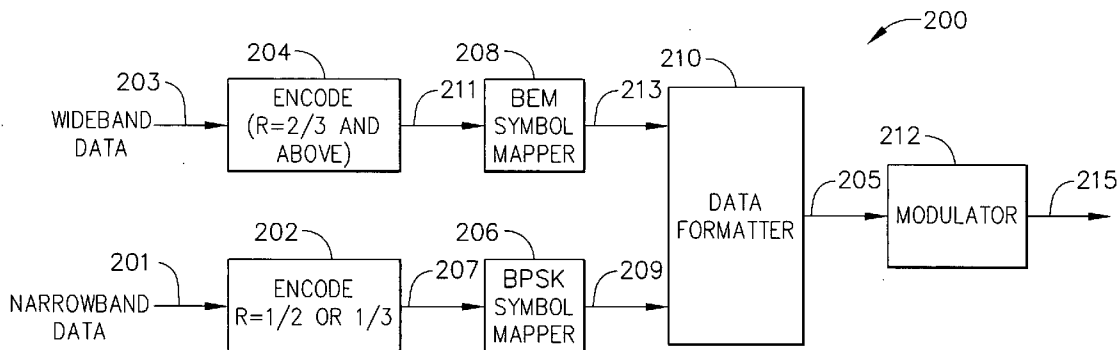 200
204
208
210
203
211
213
ENCODE
(R=2/3 AND
ABOVE)
BEM
SYMBOL
MAPPER
WIDEBAND
DATA
212
205
215
DATA
FORMATTER
MODULATOR
202
206
201
207
209
ENCODE
R=1/2 OR 1/3
BPSK
SYMBOL
MAPPER
NARROWBAND
DATA